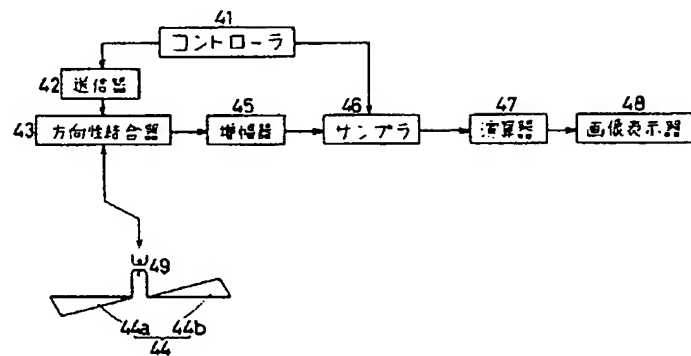 41
コントローラ
42 送信器
43 方向性結合器
45
増幅器
46
サンプラ
47
演算器
48
画像表示器
49
44a 44b
44